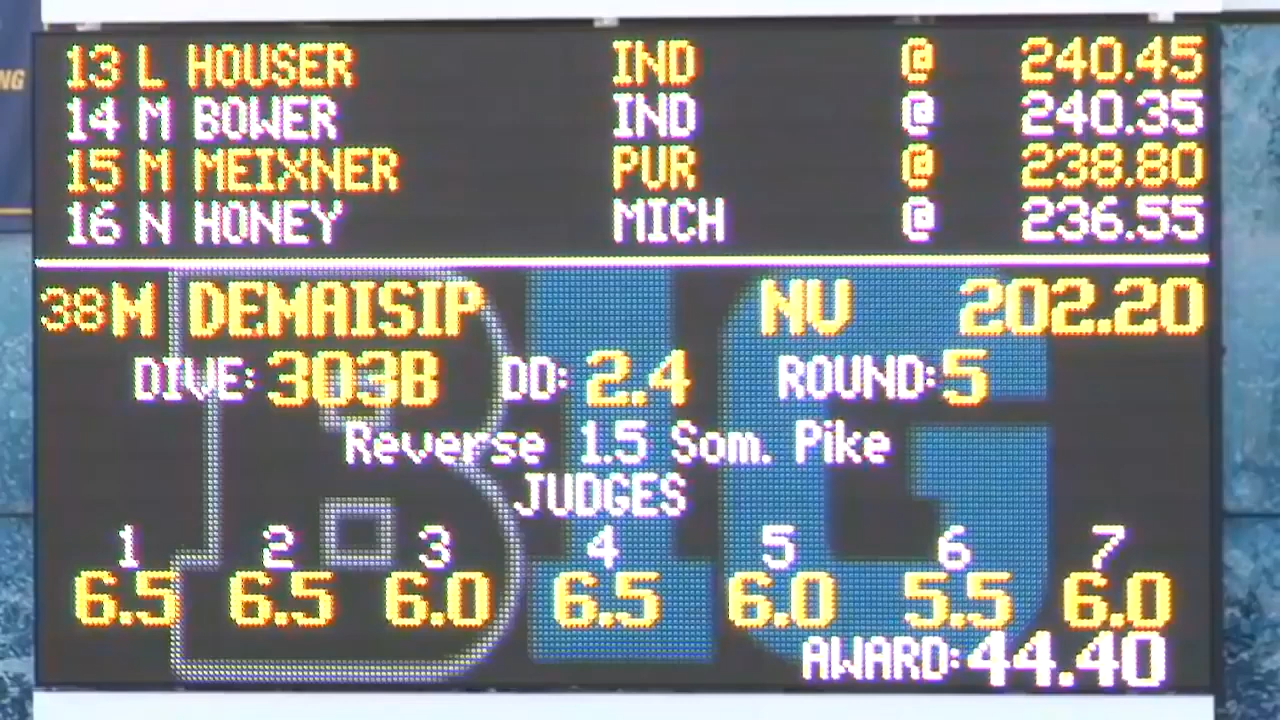 NG
13 L HOUSER IND @ 240.45
14 M BOWER IND @ 240.35
15 M MEIXNER PUR @ 238.80
16 N HONEY MICH @ 236.55
38 M DEMAISIP NU 202.20
DIVE: 303B DD: 2.4 ROUND: 5
Reverse 1.5 Som. Pike
JUDGES
1 2 3 4 5 6 7
6.5 6.5 6.0 6.5 6.0 5.5 6.0
AWARD: 44.40
BIG